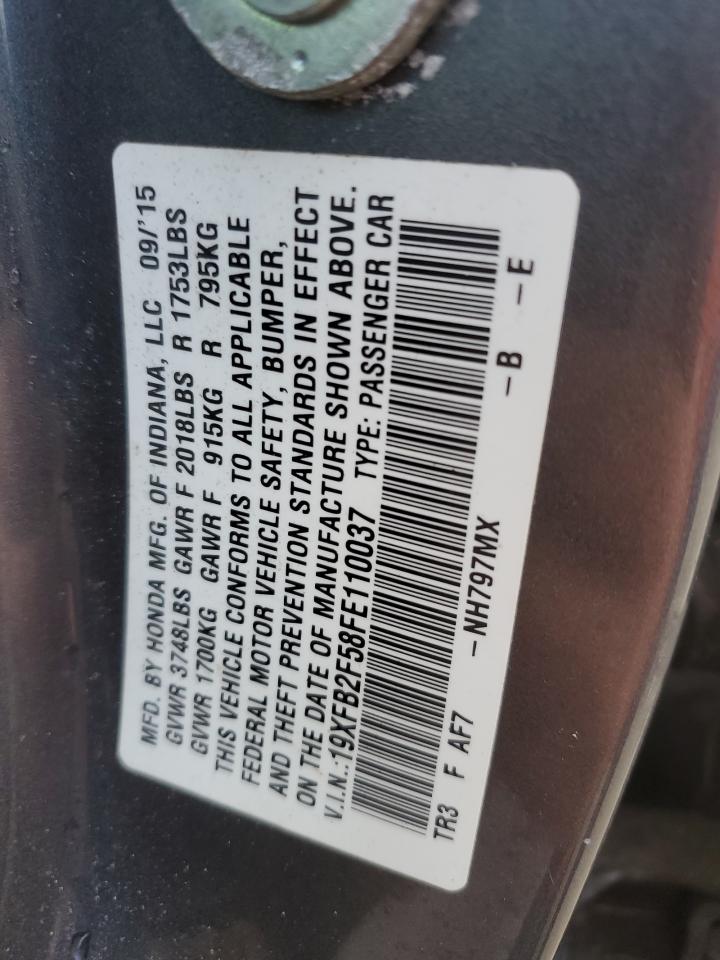 MFD. BY HONDA MFG. OF INDIANA, LLC 09/'15
GVWR 3748LBS GAWR F 2018LBS R 1753LBS
GVWR 1700KG GAWR F 915KG R 795KG
THIS VEHICLE CONFORMS TO ALL APPLICABLE
FEDERAL MOTOR VEHICLE SAFETY, BUMPER,
AND THEFT PREVENTION STANDARDS IN EFFECT
ON THE DATE OF MANUFACTURE SHOWN ABOVE.
V.I.N.:19XFB2F58FE110037 TYPE: PASSENGER CAR
TR3 F AF7 -NH797MX -B -E